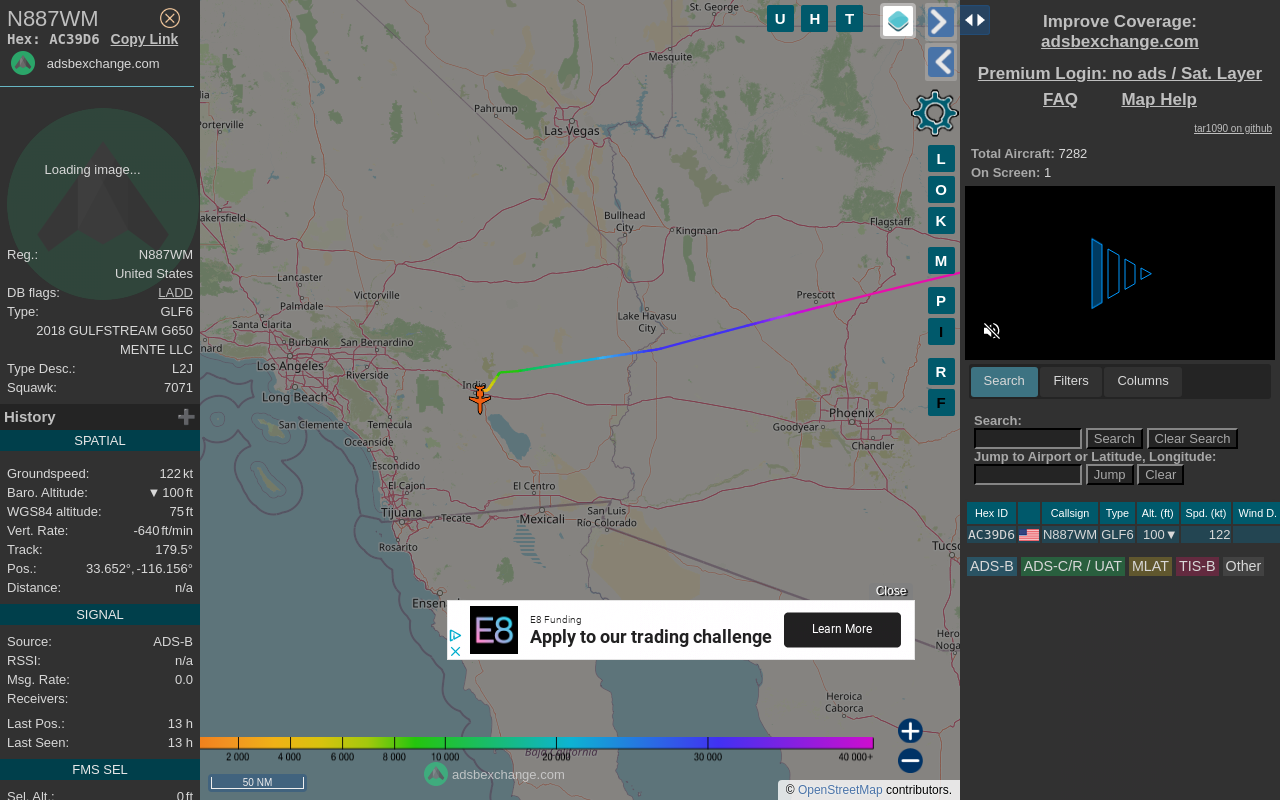 N887WM
Hex: AC39D6 Copy Link
adsbexchange.com
Loading image...
Reg.: N887WM
United States
DB flags: LADD
Type: GLF6
2018 GULFSTREAM G650
MENTE LLC
Type Desc.: L2J
Squawk: 7071
History
SPATIAL
Groundspeed: 122 kt
Baro. Altitude: ▼ 100 ft
WGS84 altitude: 75 ft
Vert. Rate: -640 ft/min
Track: 179.5°
Pos.: 33.652°, -116.156°
Distance: n/a
SIGNAL
Source: ADS-B
RSSI: n/a
Msg. Rate: 0.0
Receivers:
Last Pos.: 13 h
Last Seen: 13 h
FMS SEL
Sel. Alt.: 0 ft
St. George
Mesquite
Porterville
Pahrump
Las Vegas
Bullhead
City
Kingman
Flagstaff
Lancaster
Palmdale
Victorville
Santa Clarita
Prescott
Lake Havasu
City
Burbank
San Bernardino
Los Angeles
Riverside
Indio
Long Beach
San Clemente
Temecula
Oceanside
Phoenix
Goodyear
Chandler
Escondido
El Cajon
El Centro
Tijuana
Tecate
Mexicali
San Luis
Río Colorado
Rosarito
Heroica
Caborca
U H T
L
O
K
M
P
I
R
F
Close
E8
E8 Funding
Apply to our trading challenge
Learn More
2 000 4 000 6 000 8 000 10 000 20 000 30 000 40 000+
Baja California
adsbexchange.com
50 NM
© OpenStreetMap contributors.
Improve Coverage:
adsbexchange.com
Premium Login: no ads / Sat. Layer
FAQ Map Help
tar1090 on github
Total Aircraft: 7282
On Screen: 1
Search Filters Columns
Search:
Search Clear Search
Jump to Airport or Latitude, Longitude:
Jump Clear
Hex ID Callsign Type Alt. (ft) Spd. (kt) Wind D.
AC39D6 N887WM GLF6 100▼ 122
ADS-B ADS-C/R / UAT MLAT TIS-B Other